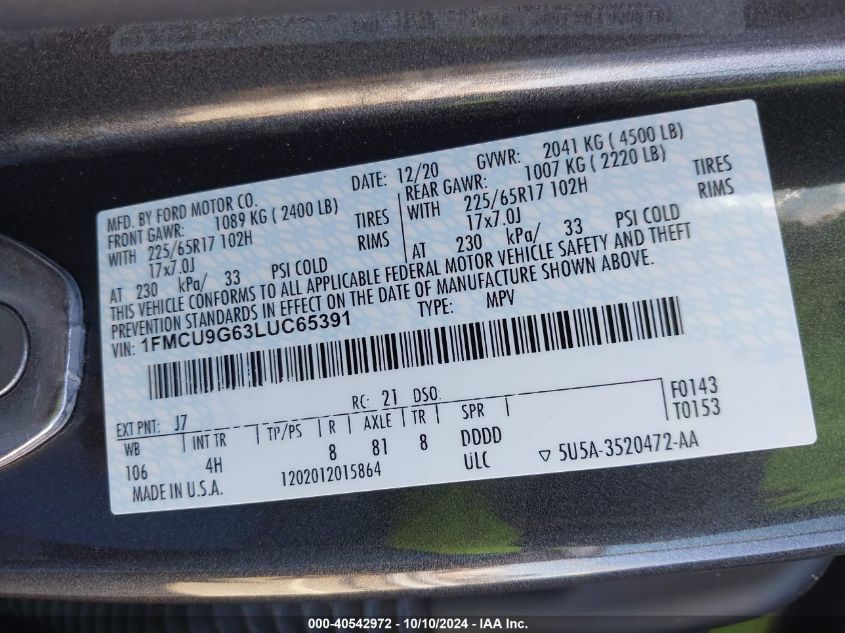 MFD. BY FORD MOTOR CO. DATE: 12/20 GVWR: 2041 KG ( 4500 LB)
FRONT GAWR: 1089 KG ( 2400 LB) REAR GAWR: 1007 KG ( 2220 LB)
WITH 225/65R17 102H TIRES WITH 225/65R17 102H TIRES
17x7.0J RIMS 17x7.0J RIMS
AT 230 kPa/ 33 PSI COLD AT 230 kPa/ 33 PSI COLD
THIS VEHICLE CONFORMS TO ALL APPLICABLE FEDERAL MOTOR VEHICLE SAFETY AND THEFT
PREVENTION STANDARDS IN EFFECT ON THE DATE OF MANUFACTURE SHOWN ABOVE.
VIN: 1FMCU9G63LUC65391 TYPE: MPV
EXT PNT: J7 RC: 21 DSO: F0143
WB INT TR TP/PS R AXLE TR SPR T0153
106 4H 8 81 8 DDDD
MADE IN U.S.A. 1202012015864 ULC ▽ 5U5A-3520472-AA
000-40542972 - 10/10/2024 - IAA Inc.